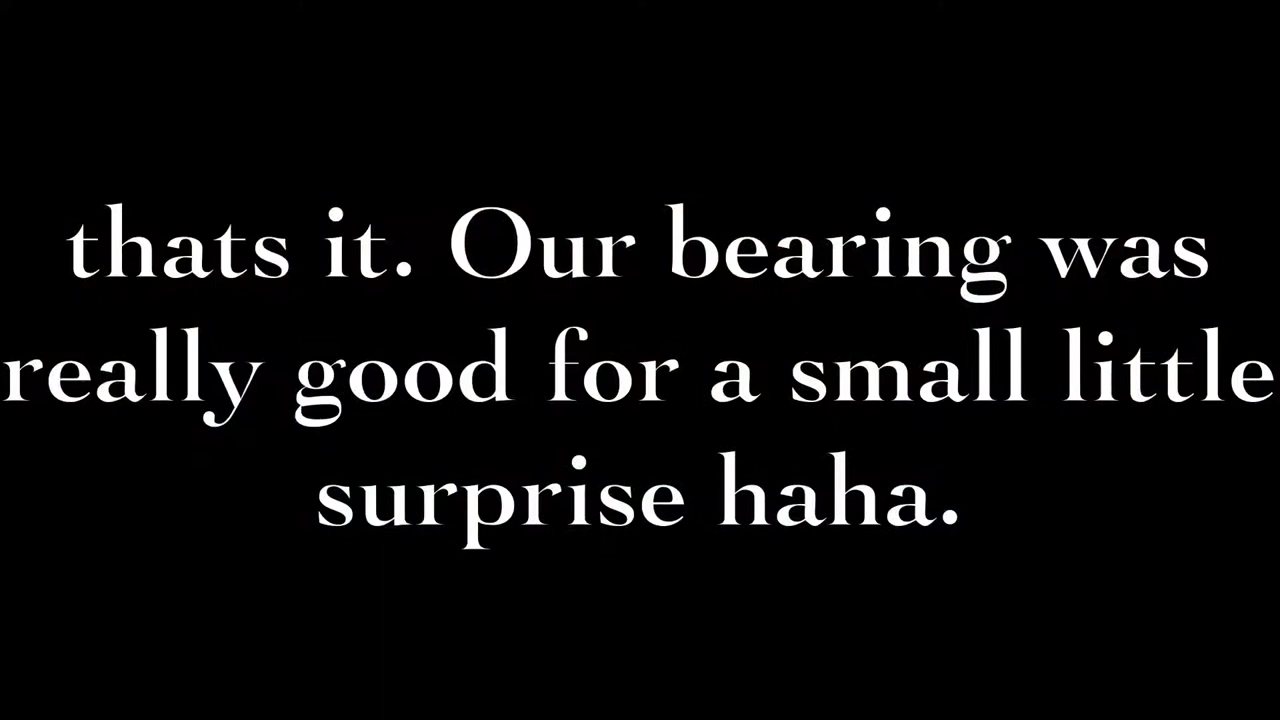 thats it. Our bearing was
really good for a small little
surprise haha.